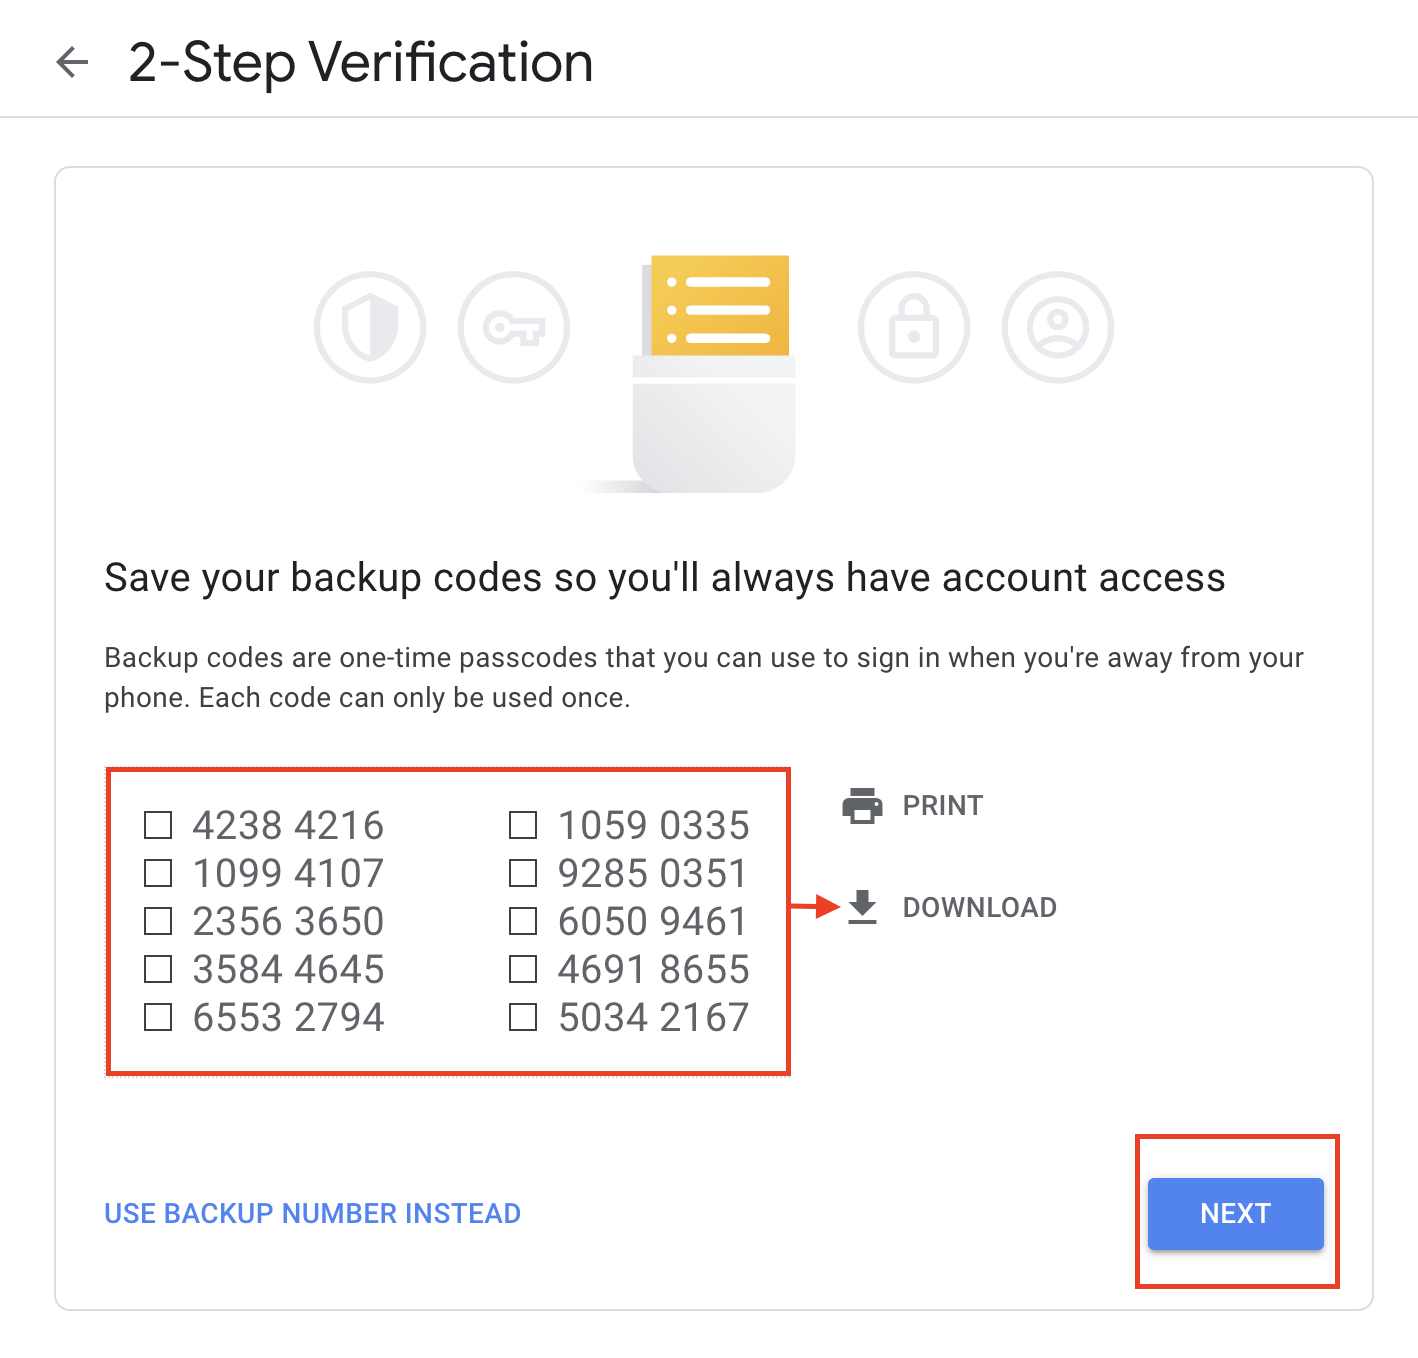 2-Step Verification
Save your backup codes so you'll always have account access
Backup codes are one-time passcodes that you can use to sign in when you're away from your
phone. Each code can only be used once.
4238 4216
1099 4107
2356 3650
3584 4645
6553 2794
1059 0335
9285 0351
6050 9461
4691 8655
5034 2167
PRINT
DOWNLOAD
USE BACKUP NUMBER INSTEAD
NEXT